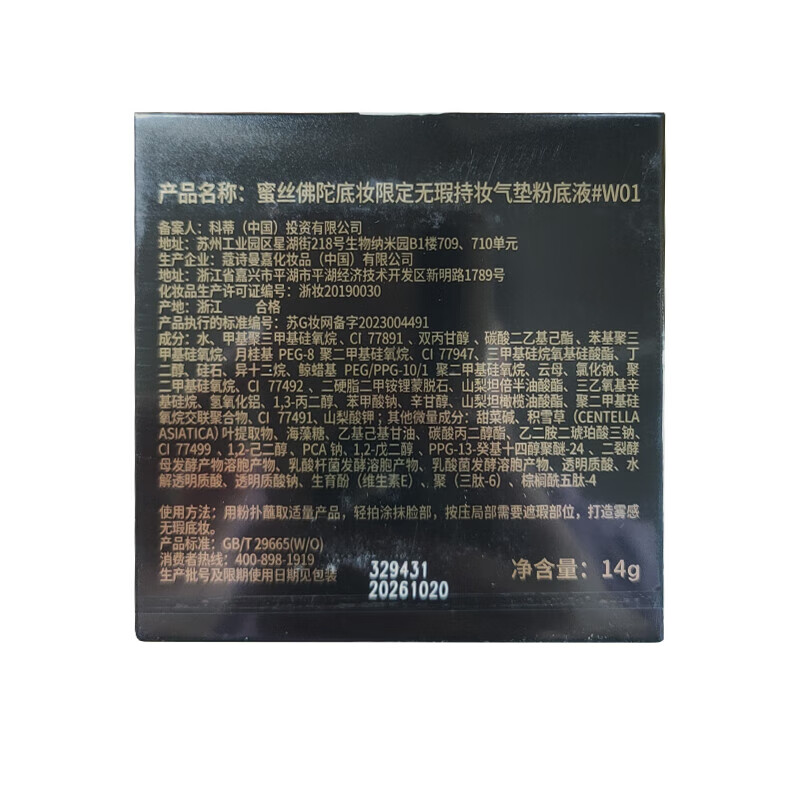 产品名称：蜜丝佛陀底妆限定无瑕持妆气垫粉底液#W01
备案人：科蒂（中国）投资有限公司
地址：苏州工业园区星湖街218号生物纳米园B1楼709、710单元
生产企业：蔻诗曼嘉化妆品（中国）有限公司
地址：浙江省嘉兴市平湖市平湖经济技术开发区新明路1789号
化妆品生产许可证编号：浙妆20190030
产地：浙江 合格
产品执行的标准编号：苏G妆网备字2023004491
成分：水、甲基聚三甲基硅氧烷、CI 77891、双丙甘醇、碳酸二乙基己酯、苯基聚三
甲基硅氧烷、月桂基 PEG-8 聚二甲基硅氧烷、CI 77947、三甲基硅烷氧基硅酸酯、丁
二醇、硅石、异十二烷、鲸蜡基 PEG/PPG-10/1 聚二甲基硅氧烷、云母、氯化钠、聚
二甲基硅氧烷、CI 77492、二硬脂二甲铵锂蒙脱石、山梨坦倍半油酸酯、三乙氧基辛
基硅烷、氢氧化铝、1,3-丙二醇、苯甲酸钠、辛甘醇、山梨坦橄榄油酸酯、聚二甲基硅
氧烷交联聚合物、CI 77491、山梨酸钾；其他微量成分：甜菜碱、积雪草（CENTELLA
ASIATICA）叶提取物、海藻糖、乙基己基甘油、碳酸丙二醇酯、乙二胺二琥珀酸三钠、
CI 77499、1,2-己二醇、PCA 钠、1,2-戊二醇、PPG-13-癸基十四醇聚醚-24、二裂酵
母发酵产物溶胞产物、乳酸杆菌发酵溶胞产物、乳酸菌发酵溶胞产物、透明质酸、水
解透明质酸、透明质酸钠、生育酚（维生素E）、聚（三肽-6）、棕榈酰五肽-4
使用方法：用粉扑蘸取适量产品，轻拍涂抹脸部，按压局部需要遮瑕部位，打造雾感
无瑕底妆。
产品标准：GB/T 29665(W/O)
消费者热线：400-898-1919
生产批号及限期使用日期见包装
329431
20261020
净含量：14g